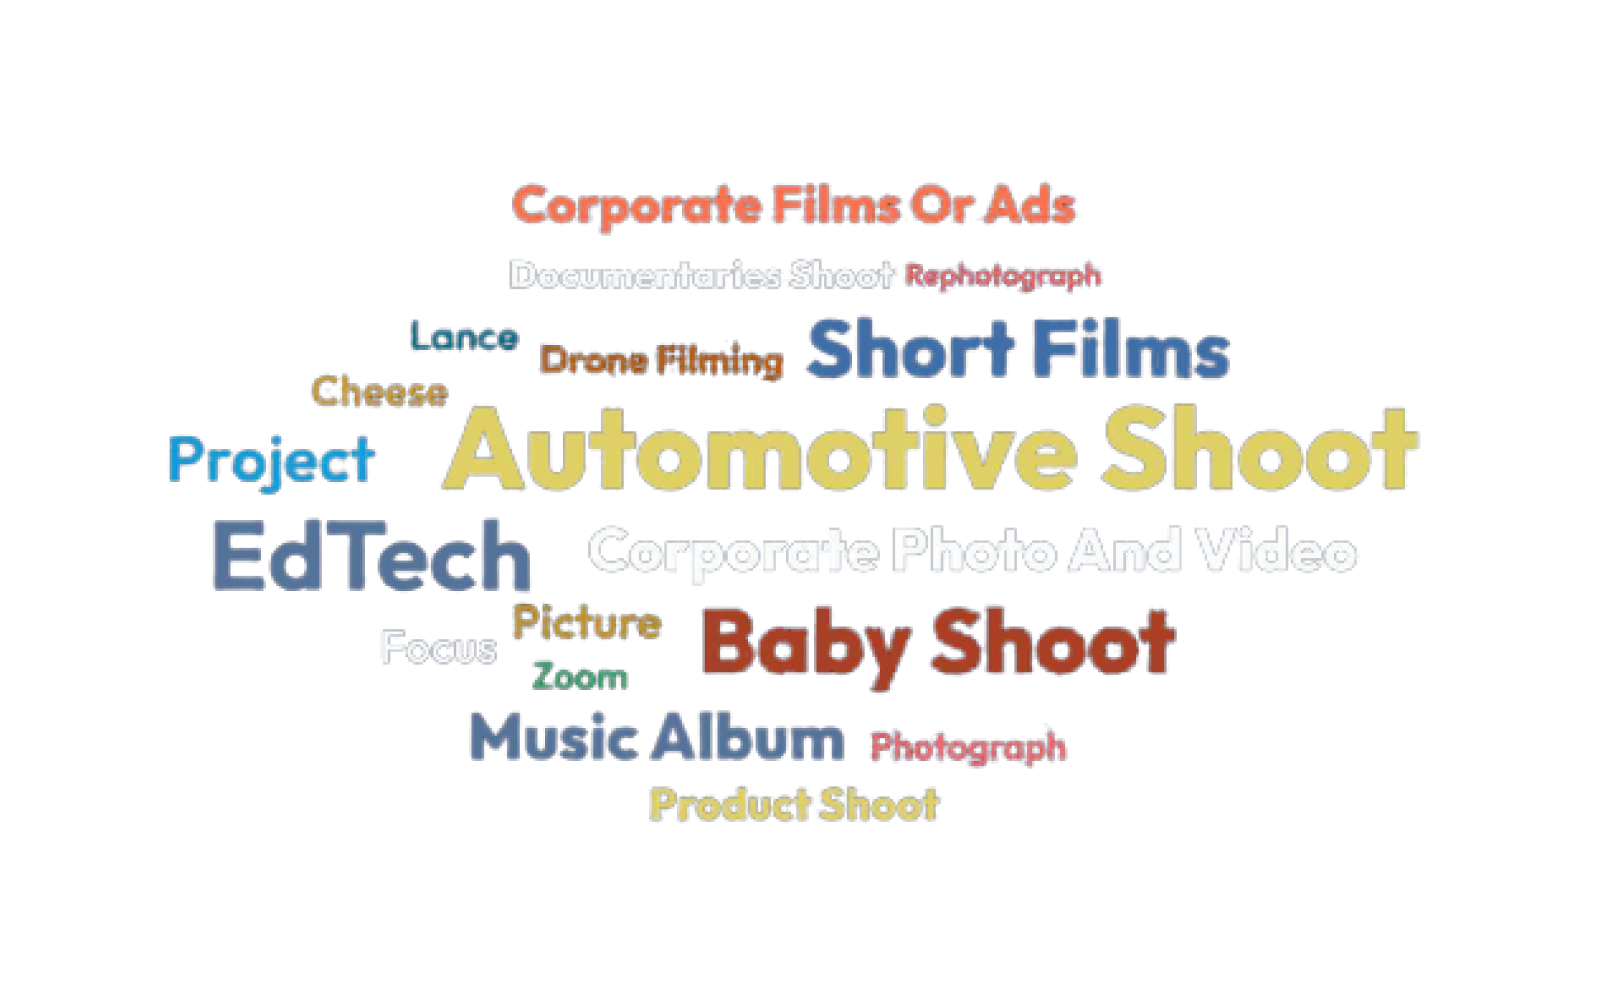 Corporate Films Or Ads
Documentaries Shoot Rephotograph
Lance Drone Filming Short Films
Cheese
Project Automotive Shoot
EdTech Corporate Photo And Video
Focus Picture Baby Shoot
Zoom
Music Album Photograph
Product Shoot